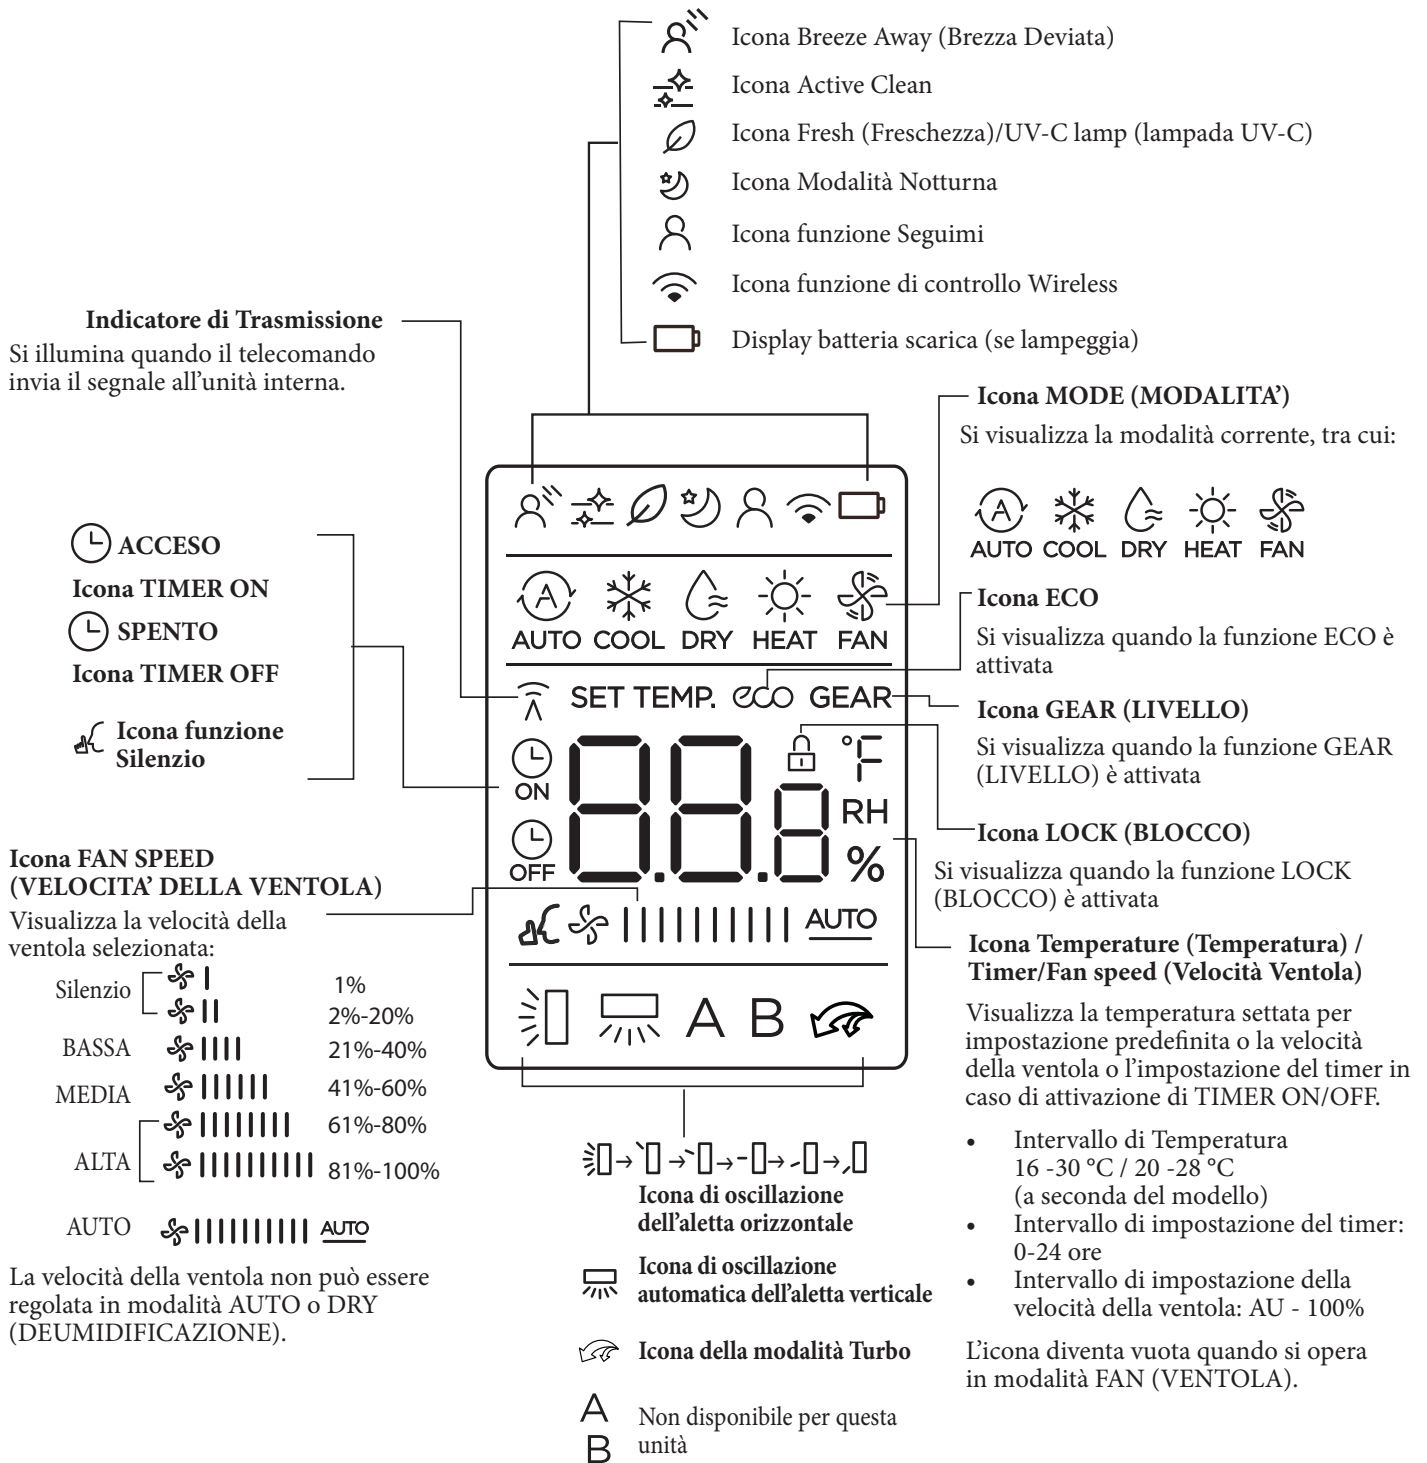 Icona Breeze Away (Brezza Deviata)
Icona Active Clean
Icona Fresh (Freschezza)/UV-C lamp (lampada UV-C)
Icona Modalità Notturna
Icona funzione Seguimi
Icona funzione di controllo Wireless
Display batteria scarica (se lampeggia)
Indicatore di Trasmissione
Si illumina quando il telecomando
invia il segnale all'unità interna.
Icona MODE (MODALITA')
Si visualizza la modalità corrente, tra cui:
A
AUTO COOL DRY HEAT FAN
ACCESO
Icona TIMER ON
SPENTO
Icona TIMER OFF
Icona funzione
Silenzio
A
AUTO COOL DRY HEAT FAN
SET TEMP. eco GEAR
ON
OFF
88.8.
°F
RH
%
AUTO
A B
Icona ECO
Si visualizza quando la funzione ECO è
attivata
Icona GEAR (LIVELLO)
Si visualizza quando la funzione GEAR
(LIVELLO) è attivata
Icona LOCK (BLOCCO)
Si visualizza quando la funzione LOCK
(BLOCCO) è attivata
Icona FAN SPEED
(VELOCITA' DELLA VENTOLA)
Visualizza la velocità della
ventola selezionata:
Silenzio
1%
2%-20%
BASSA 21%-40%
MEDIA 41%-60%
61%-80%
ALTA
81%-100%
AUTO AUTO
La velocità della ventola non può essere
regolata in modalità AUTO o DRY
(DEUMIDIFICAZIONE).
Icona di oscillazione
dell'aletta orizzontale
Icona di oscillazione
automatica dell'aletta verticale
Icona della modalità Turbo
A
B
Non disponibile per questa
unità
Icona Temperature (Temperatura) /
Timer/Fan speed (Velocità Ventola)
Visualizza la temperatura settata per
impostazione predefinita o la velocità
della ventola o l'impostazione del timer in
caso di attivazione di TIMER ON/OFF.
• Intervallo di Temperatura
16 -30 °C / 20 -28 °C
(a seconda del modello)
• Intervallo di impostazione del timer:
0-24 ore
• Intervallo di impostazione della
velocità della ventola: AU - 100%
L'icona diventa vuota quando si opera
in modalità FAN (VENTOLA).